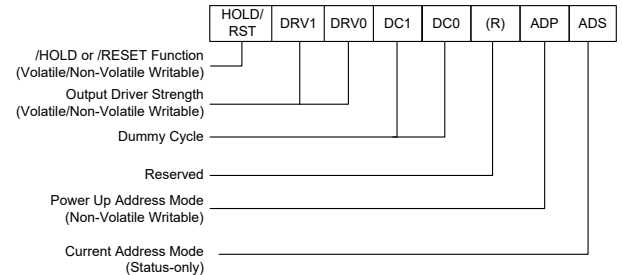 HOLD/
RST DRV1 DRV0 DC1 DC0 (R) ADP ADS
/HOLD or /RESET Function
(Volatile/Non-Volatile Writable)
Output Driver Strength
(Volatile/Non-Volatile Writable)
Dummy Cycle
Reserved
Power Up Address Mode
(Non-Volatile Writable)
Current Address Mode
(Status-only)